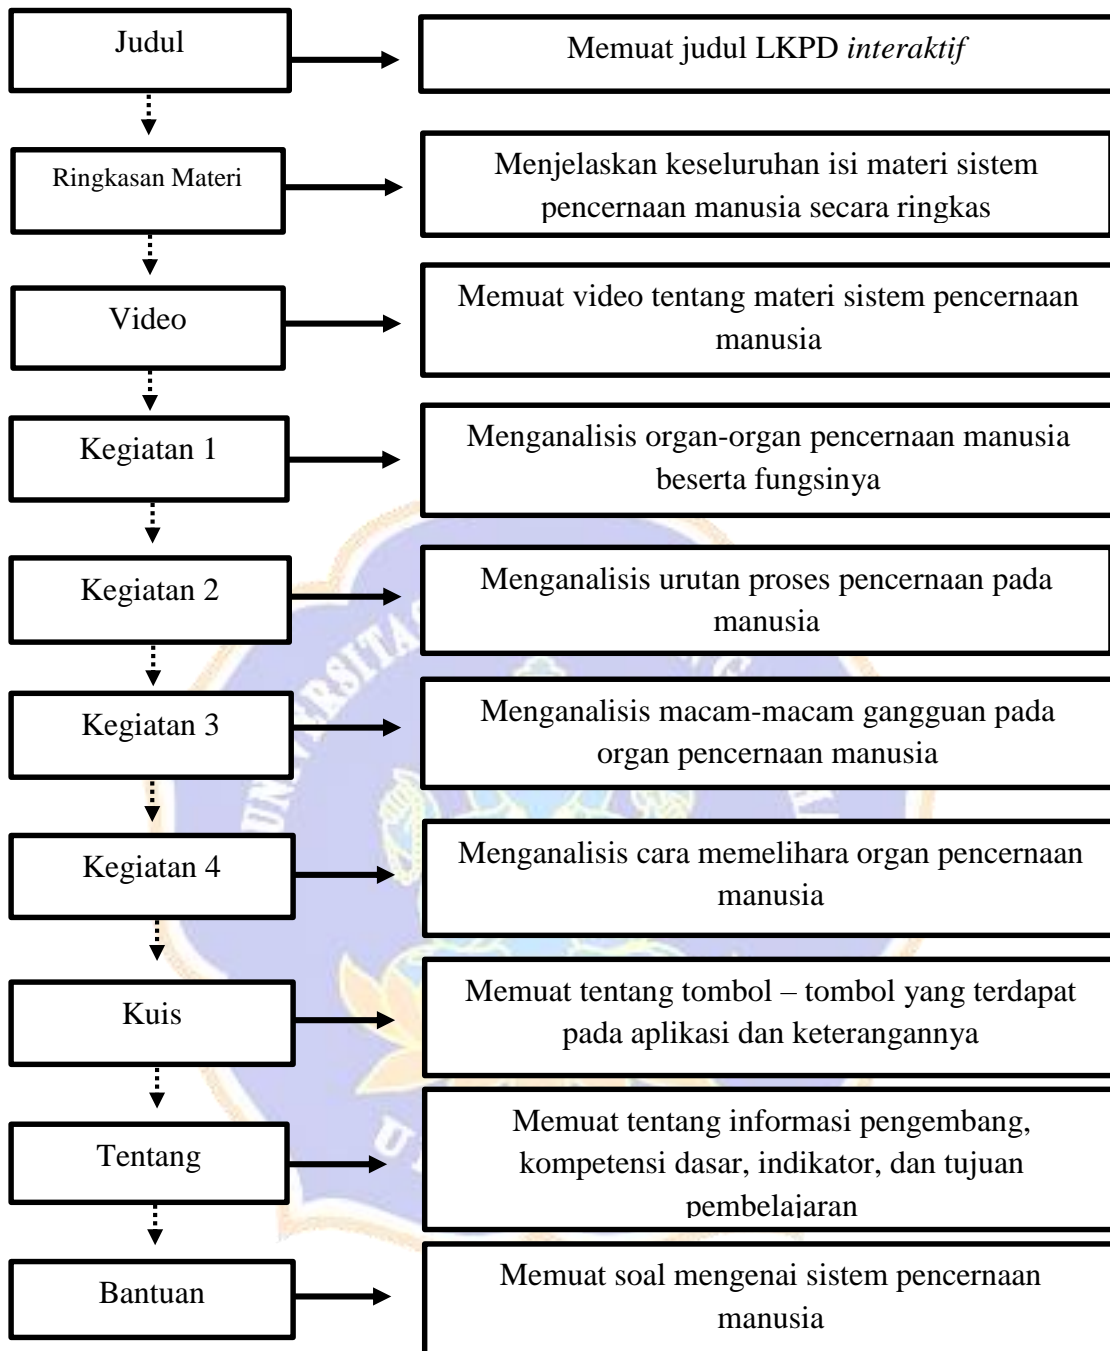 Judul
Memuat judul LKPD interaktif
Ringkasan Materi
Menjelaskan keseluruhan isi materi sistem
pencernaan manusia secara ringkas
Video
Memuat video tentang materi sistem pencernaan
manusia
Kegiatan 1
Menganalisis organ-organ pencernaan manusia
beserta fungsinya
Kegiatan 2
Menganalisis urutan proses pencernaan pada
manusia
Kegiatan 3
Menganalisis macam-macam gangguan pada
organ pencernaan manusia
Kegiatan 4
Menganalisis cara memelihara organ pencernaan
manusia
Kuis
Memuat tentang tombol – tombol yang terdapat
pada aplikasi dan keterangannya
Tentang
Memuat tentang informasi pengembang,
kompetensi dasar, indikator, dan tujuan
pembelajaran
Bantuan
Memuat soal mengenai sistem pencernaan
manusia